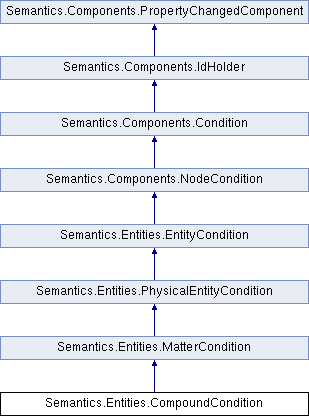 Semantics.Components.PropertyChangedComponent
Semantics.Components.IdHolder
Semantics.Components.Condition
Semantics.Components.NodeCondition
Semantics.Entities.EntityCondition
Semantics.Entities.PhysicalEntityCondition
Semantics.Entities.MatterCondition
Semantics.Entities.CompoundCondition